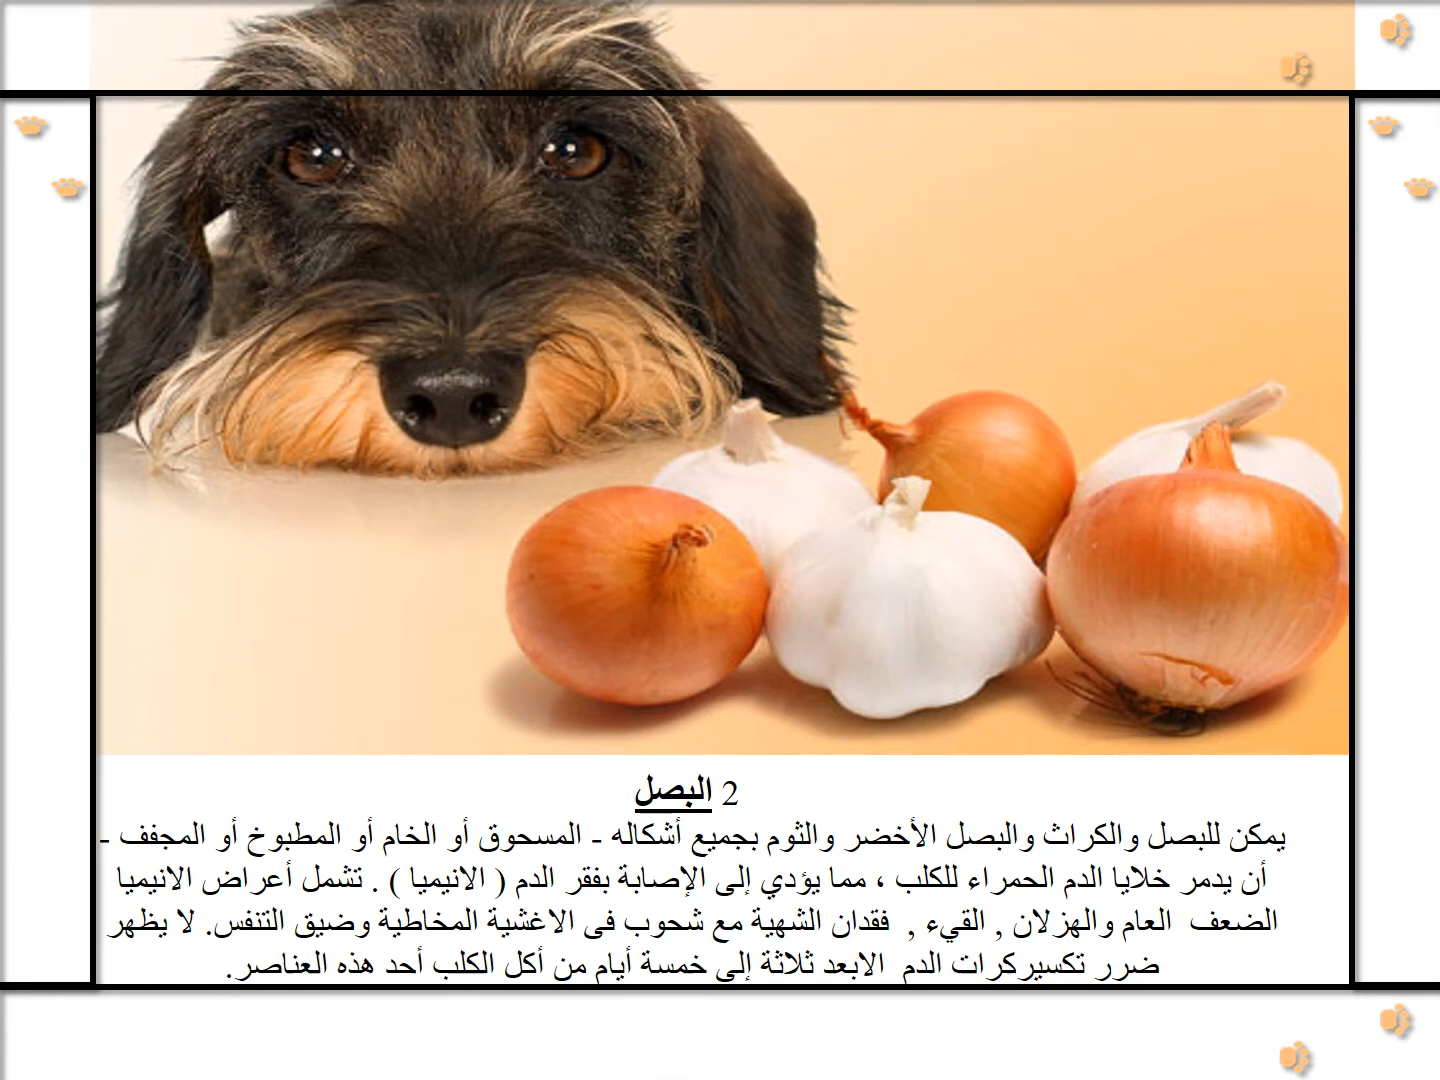 2 البصل
يمكن للبصل والكراث والبصل الأخضر والثوم بجميع أشكاله - المسحوق أو الخام أو المطبوخ أو المجفف -
أن يدمر خلايا الدم الحمراء للكلب ، مما يؤدي إلى الإصابة بفقر الدم ( الانيميا ) . تشمل أعراض الانيميا
الضعف العام والهزلان , القيء , فقدان الشهية مع شحوب فى الاغشية المخاطية وضيق التنفس. لا يظهر
ضرر تكسيركرات الدم الابعد ثلاثة إلى خمسة أيام من أكل الكلب أحد هذه العناصر.